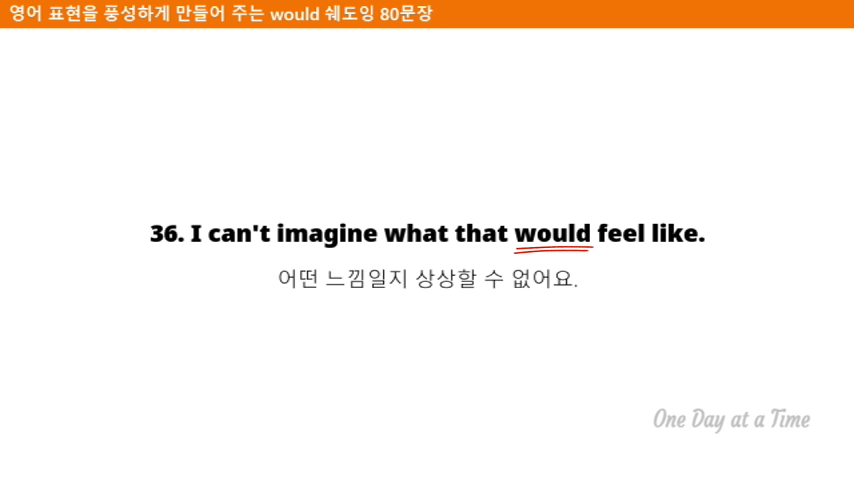 영어 표현을 풍성하게 만들어 주는 would 쉐도잉 80문장
36. I can't imagine what that would feel like.
어떤 느낌일지 상상할 수 없어요.
One Day at a Time